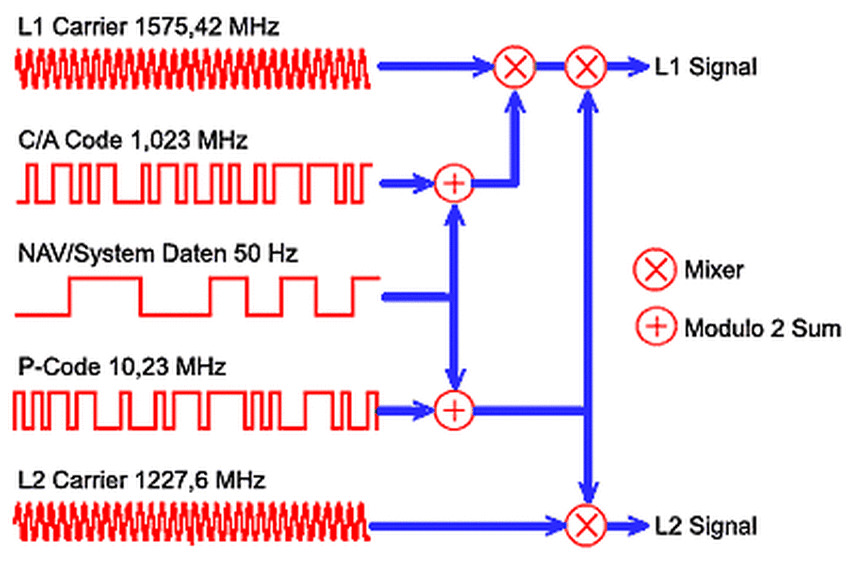 L1 Carrier 1575,42 MHz
L1 Signal
C/A Code 1,023 MHz
NAV/System Daten 50 Hz
Mixer
Modulo 2 Sum
P-Code 10,23 MHz
L2 Carrier 1227,6 MHz
L2 Signal